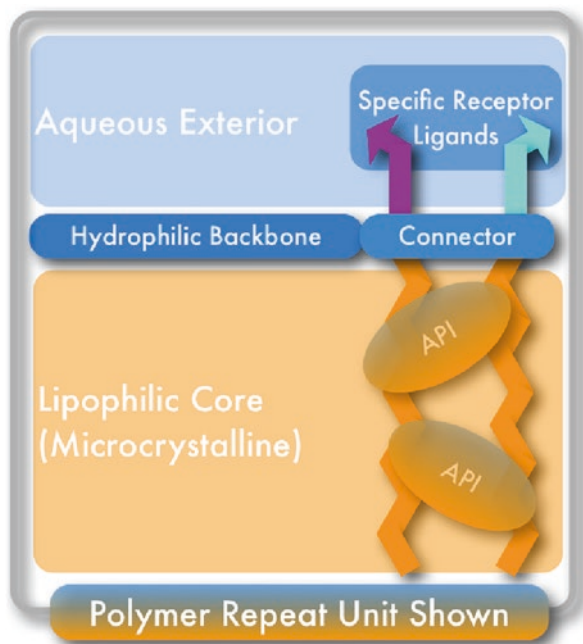 Aqueous Exterior
Specific Receptor
Ligands
Hydrophilic Backbone
Connector
API
Lipophilic Core
(Microcrystalline)
API
Polymer Repeat Unit Shown